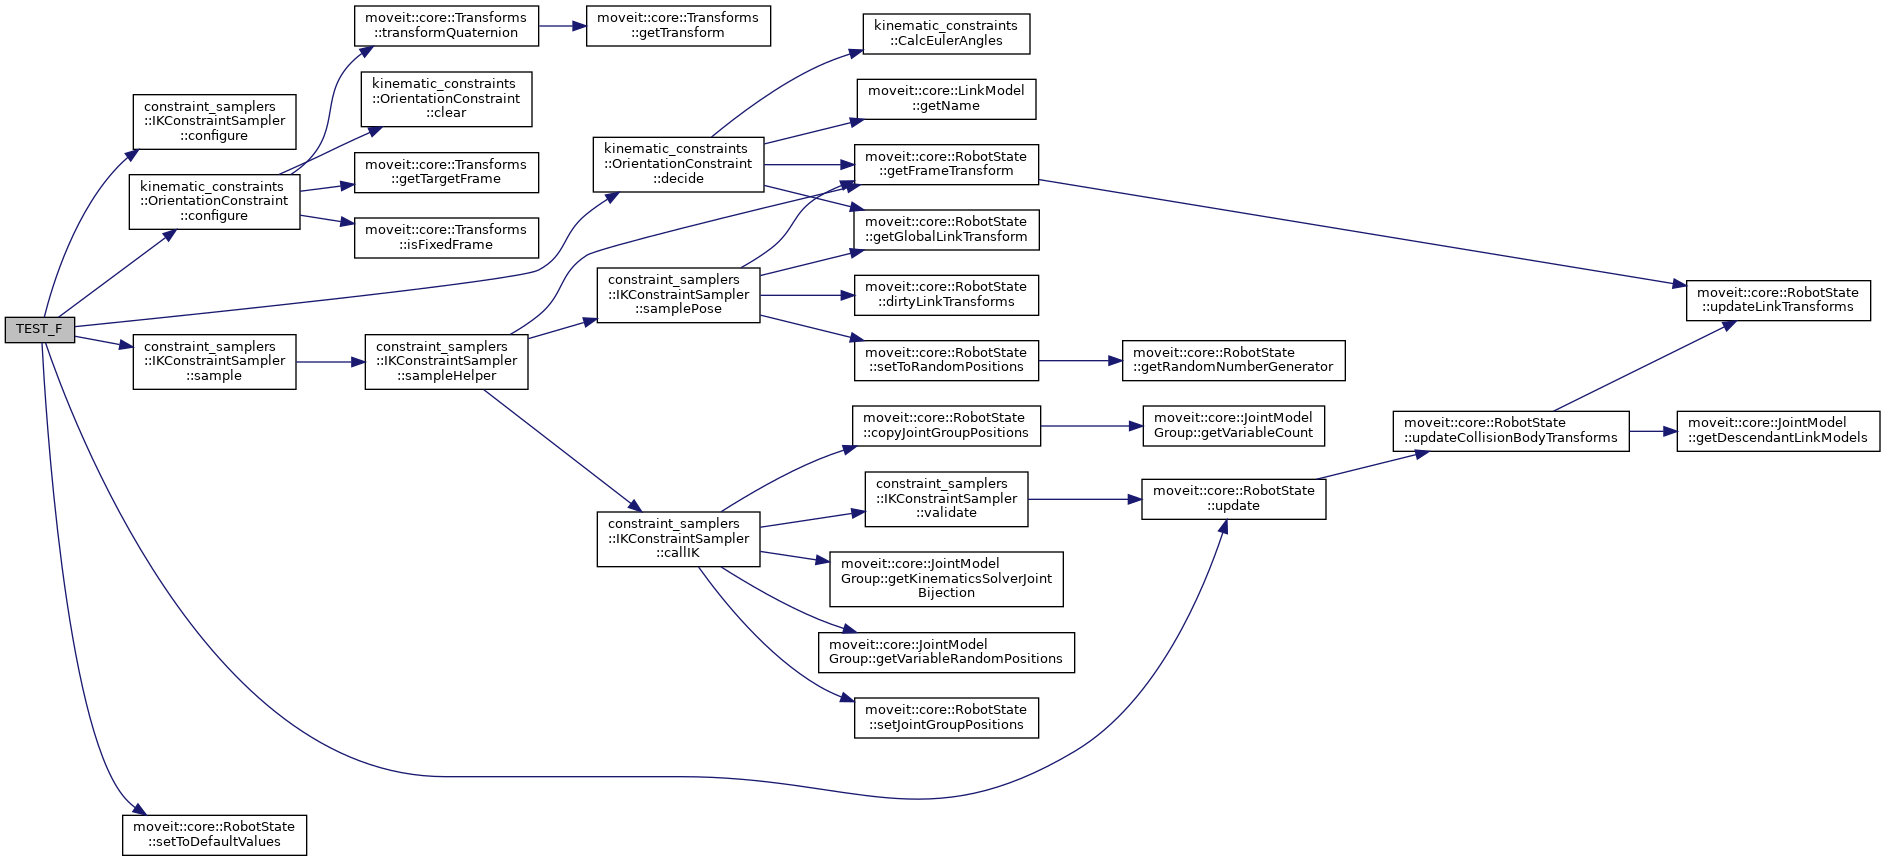 TEST_F
constraint_samplers
::IKConstraintSampler
::configure
kinematic_constraints
::OrientationConstraint
::configure
moveit::core::Transforms
::transformQuaternion
moveit::core::Transforms
::getTransform
kinematic_constraints
::OrientationConstraint
::clear
moveit::core::Transforms
::getTargetFrame
moveit::core::Transforms
::isFixedFrame
kinematic_constraints
::OrientationConstraint
::decide
kinematic_constraints
::CalcEulerAngles
moveit::core::LinkModel
::getName
moveit::core::RobotState
::getFrameTransform
moveit::core::RobotState
::getGlobalLinkTransform
moveit::core::RobotState
::updateLinkTransforms
constraint_samplers
::IKConstraintSampler
::sample
constraint_samplers
::IKConstraintSampler
::sampleHelper
constraint_samplers
::IKConstraintSampler
::samplePose
moveit::core::RobotState
::dirtyLinkTransforms
moveit::core::RobotState
::setToRandomPositions
moveit::core::RobotState
::getRandomNumberGenerator
constraint_samplers
::IKConstraintSampler
::callIK
moveit::core::RobotState
::copyJointGroupPositions
moveit::core::JointModel
Group::getVariableCount
constraint_samplers
::IKConstraintSampler
::validate
moveit::core::RobotState
::update
moveit::core::RobotState
::updateCollisionBodyTransforms
moveit::core::JointModel
::getDescendantLinkModels
moveit::core::JointModel
Group::getKinematicsSolverJoint
Bijection
moveit::core::JointModel
Group::getVariableRandomPositions
moveit::core::RobotState
::setJointGroupPositions
moveit::core::RobotState
::setToDefaultValues